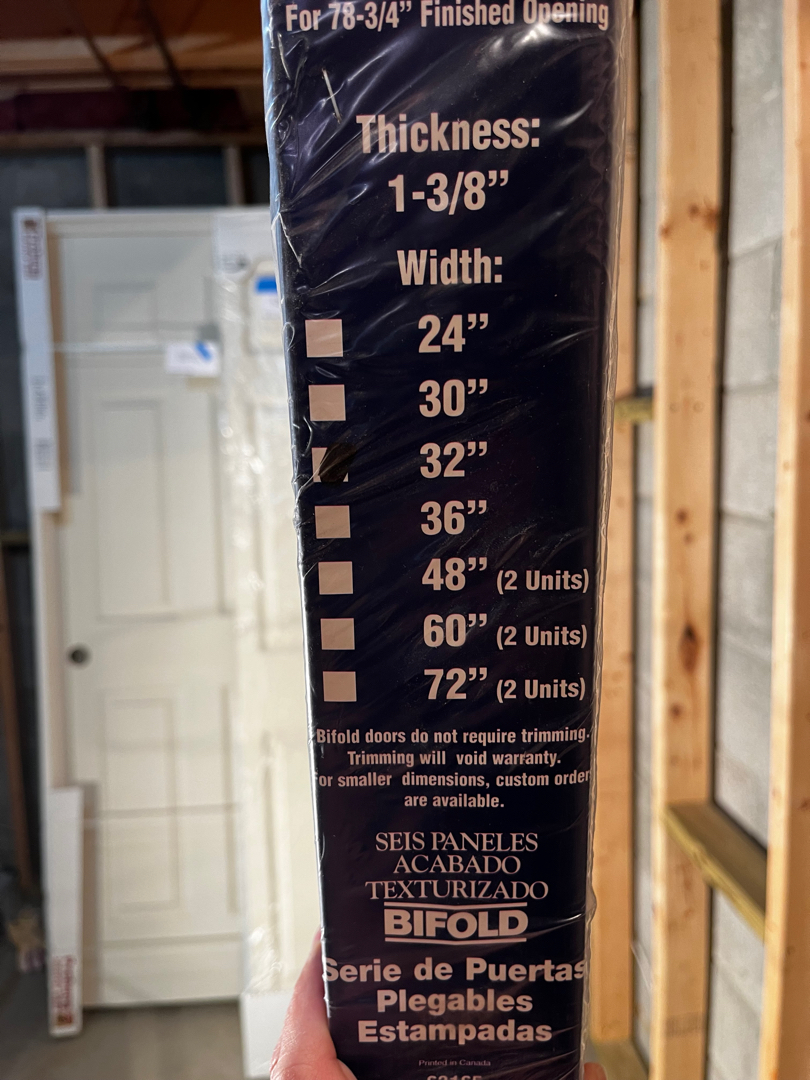 For 78-3/4” Finished Opening
Thickness:
1-3/8”
Width:
24”
30”
32”
36”
48” (2 Units)
60” (2 Units)
72” (2 Units)
Bifold doors do not require trimming.
Trimming will void warranty.
For smaller dimensions, custom order
are available.
SEIS PANELES
ACABADO
TEXTURIZADO
BIFOLD
Serie de Puertas
Plegables
Estampadas
Printed in Canada